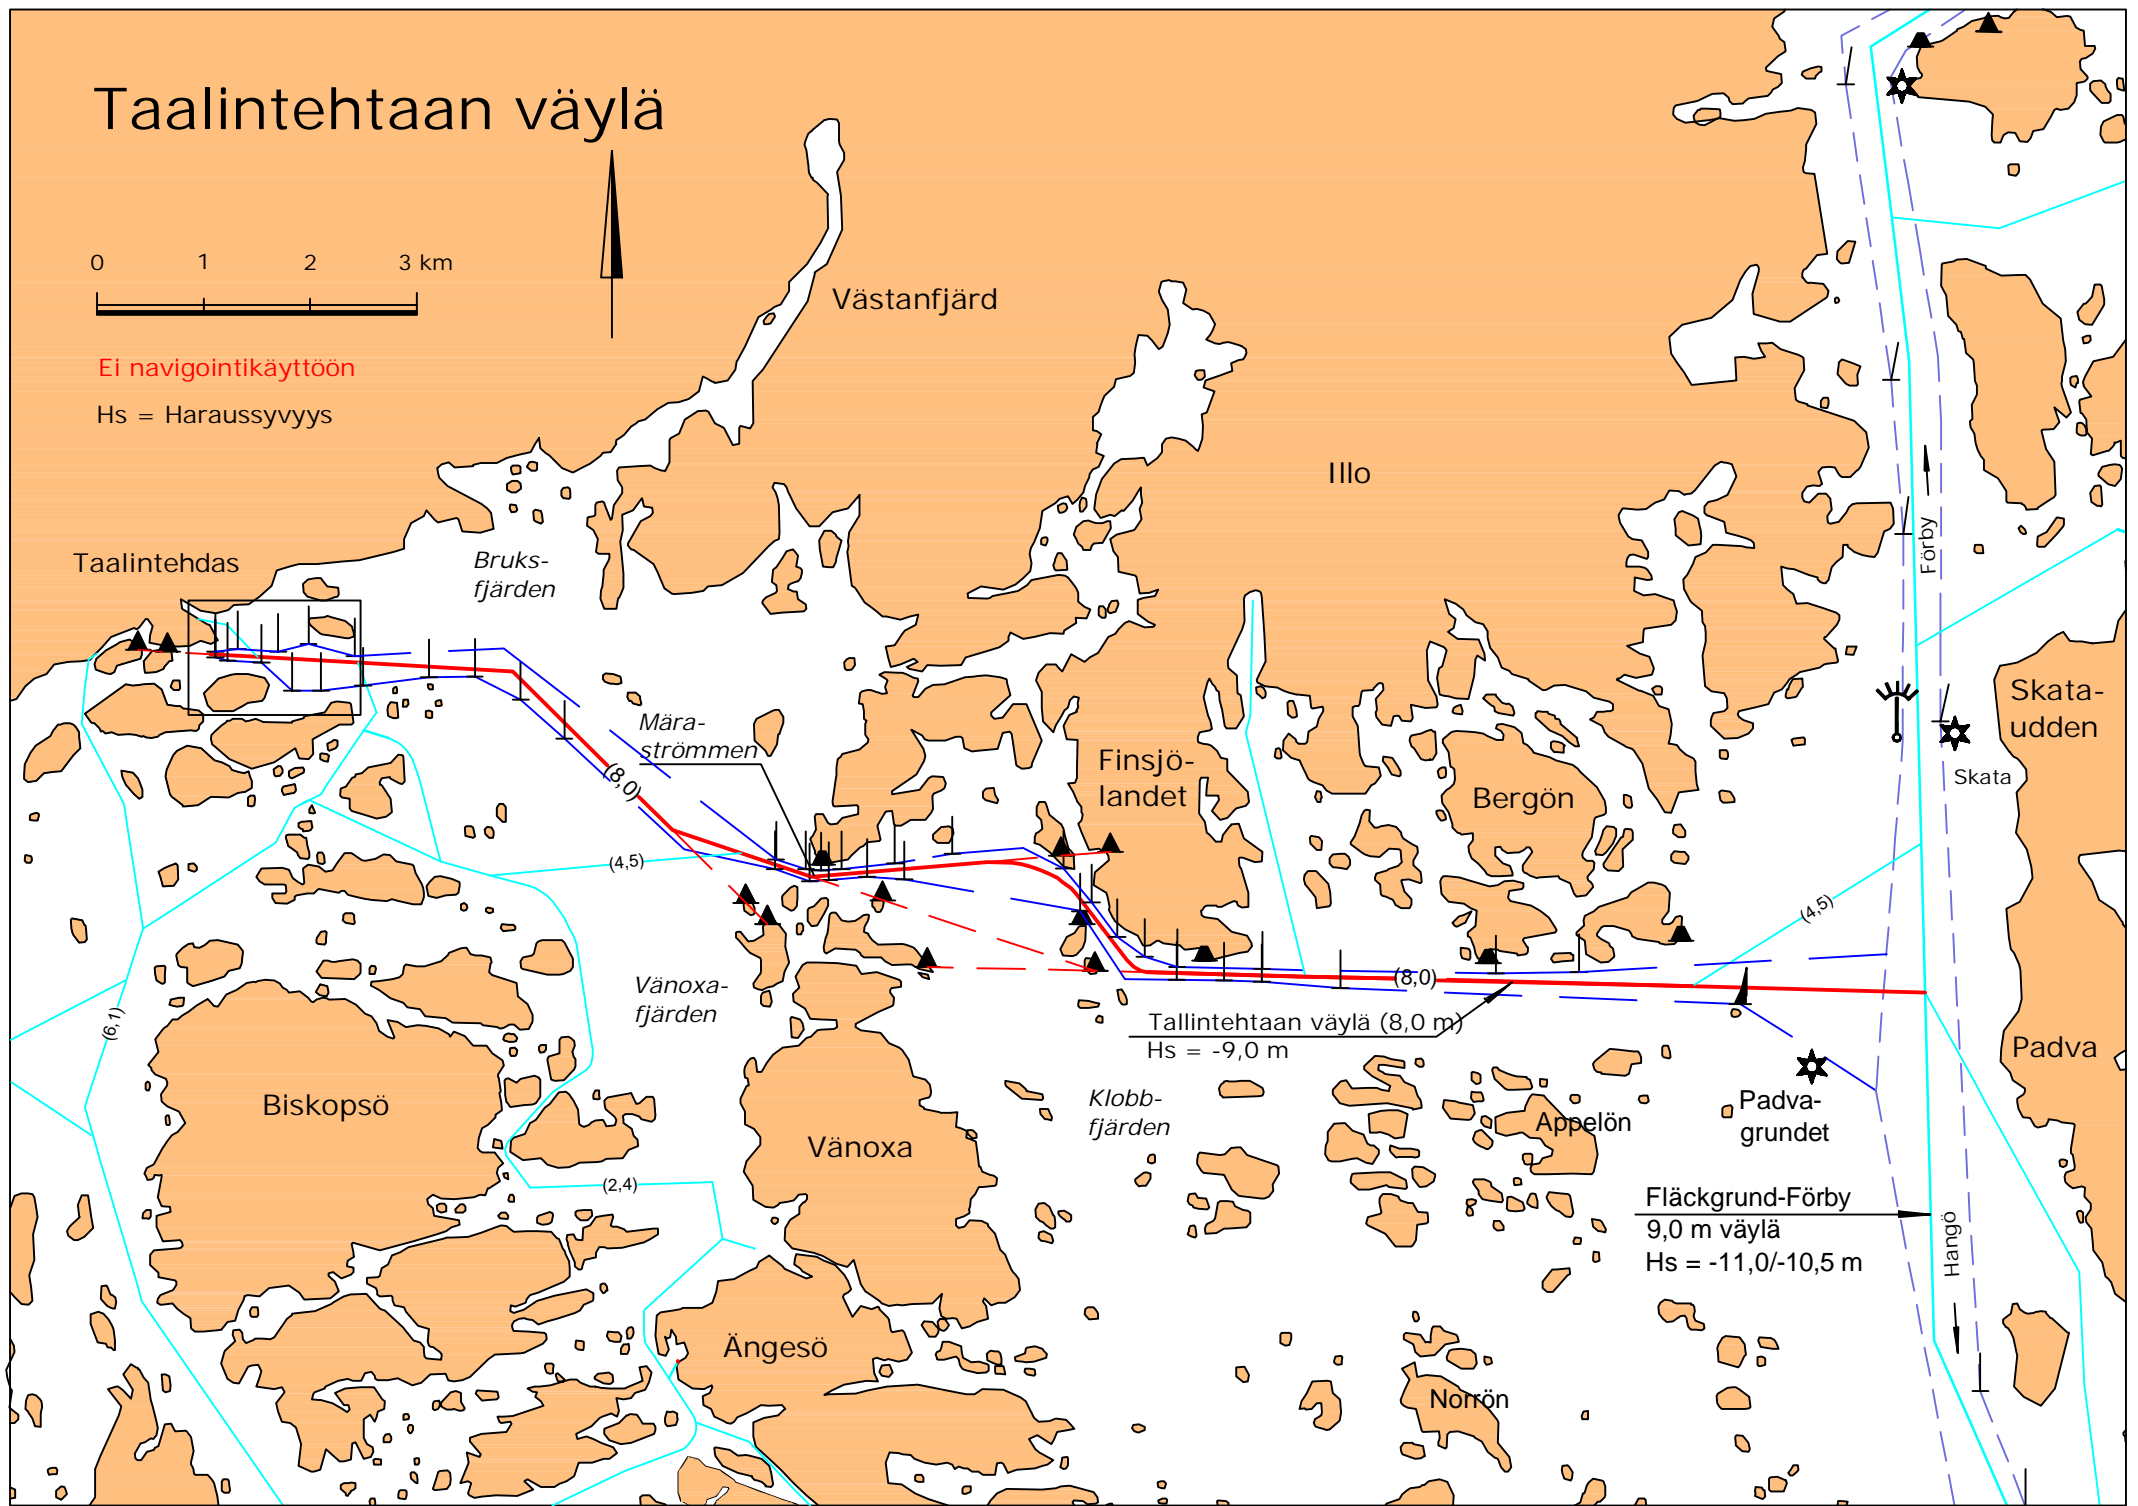 Taalintehtaan väylä
0 1 2 3 km
Ei navigointikäyttöön
Hs = Haraussyvyys
Västanfjärd
Illo
Förby
Taalintehdas
Bruks-
fjärden
Mära-
strömmen
(8,0)
Finsjö-
landet
Bergön
Skata-
udden
Skata
(4,5)
(4,5)
Vänoxa-
fjärden
(6,1)
(8,0)
Tallintehtaan väylä (8,0 m)
Hs = -9,0 m
Padva
Biskopsö
Vänoxa
Klobb-
fjärden
Appelön
Padva-
grundet
(2,4)
Fläckgrund-Förby
9,0 m väylä
Hs = -11,0/-10,5 m
Hangö
Ängesö
Norrön